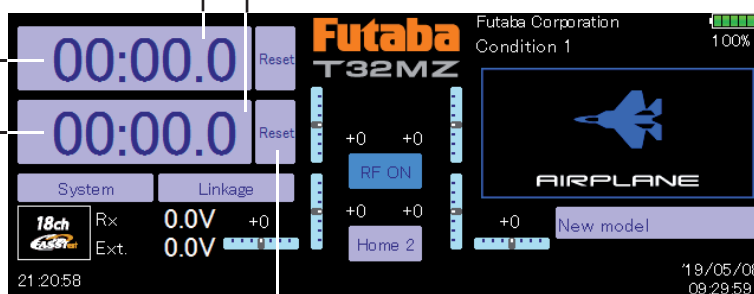 00:00.0
Reset
00:00.0
Reset
System
Linkage
18ch
FASSTest
Rx
0.0V
Ext.
0.0V
+0
21:20:58
Futaba
T32MZ
+0 +0
RF ON
+0 +0
Home 2
Futaba Corporation
Condition 1
100%
AIRPLANE
+0
New model
'19/05/08
09:29:59